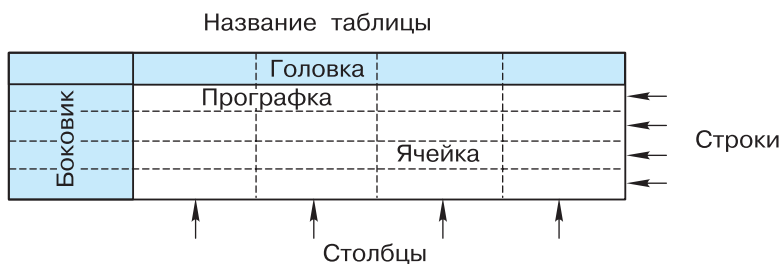 Название таблицы
Головка
Прографка
Боковик
Ячейка
Строки
Столбцы